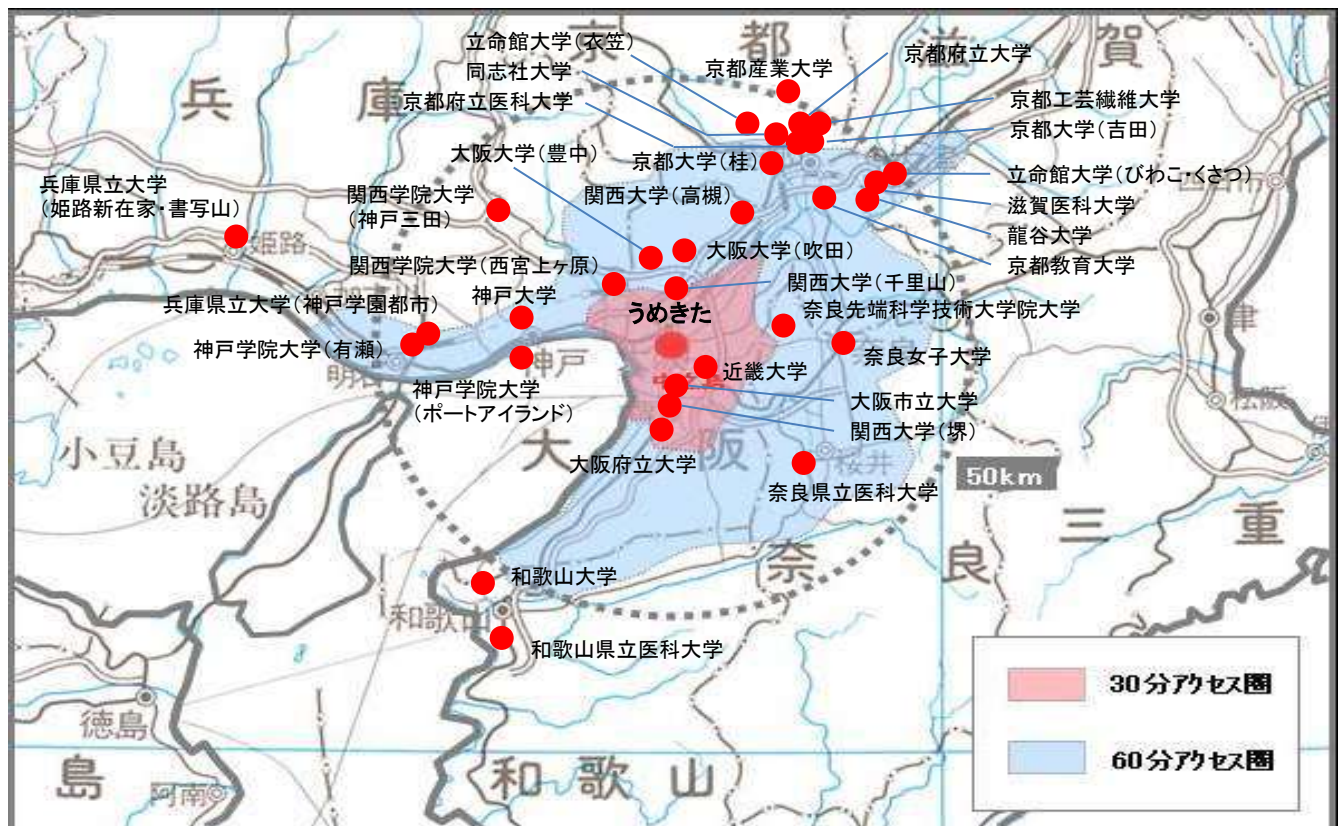 京
都
滋
賀
兵
庫
立命館大学(衣笠)
同志社大学
京都府立医科大学
京都産業大学
京都府立大学
京都工芸繊維大学
京都大学(吉田)
大阪大学(豊中)
京都大学(桂)
立命館大学(びわこ・くさつ)
兵庫県立大学
(姫路新在家・書写山)
関西学院大学
(神戸三田)
関西大学(高槻)
滋賀医科大学
龍谷大学
姫路
大阪大学(吹田)
京都教育大学
関西学院大学(西宮上ヶ原)
関西大学(千里山)
兵庫県立大学(神戸学園都市)
神戸大学
うめきた
奈良先端科学技術大学院大学
津
神戸学院大学(有瀬)
神戸
奈良女子大学
明石
近畿大学
神戸学院大学
(ポートアイランド)
大阪市立大学
松阪
関西大学(堺)
小豆島
大
阪
桜井
大阪府立大学
奈良県立医科大学
50km
淡路島
三
重
奈
良
和歌山大学
和歌山
和歌山県立医科大学
30分アクセス圏
徳島
60分アクセス圏
島
阿南
和
歌
山